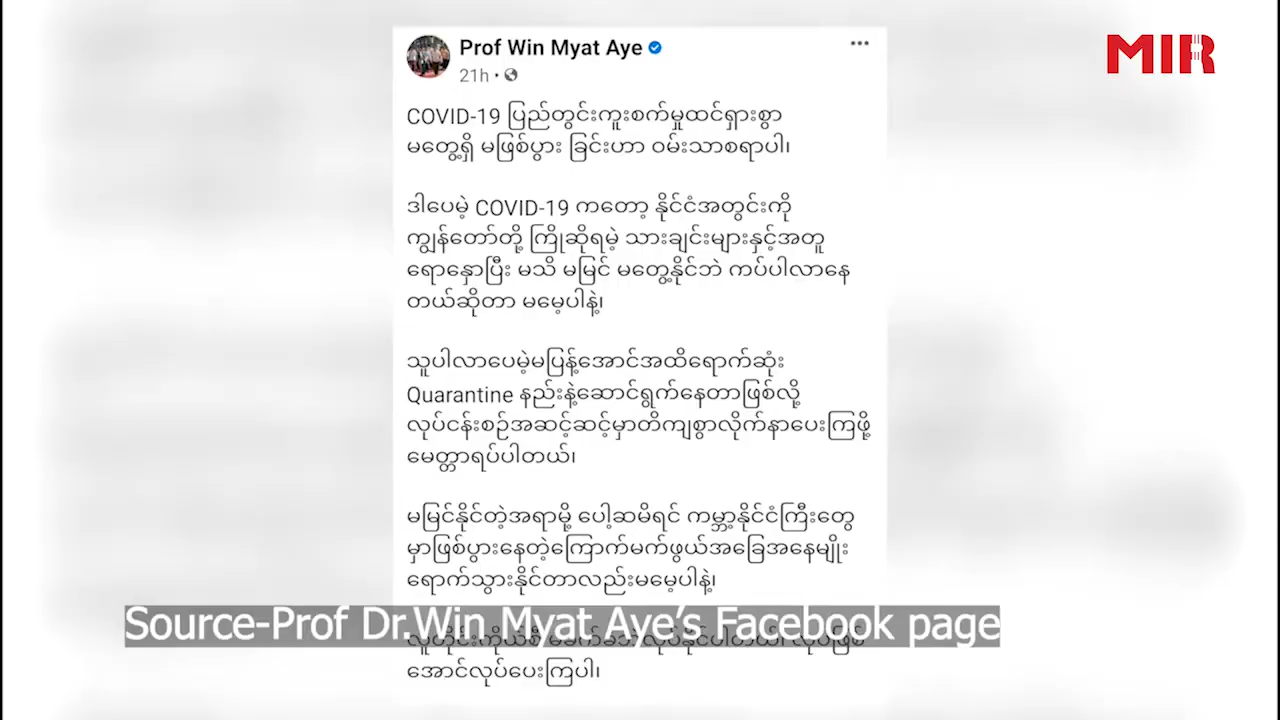 Prof Win Myat Aye
MIR
21h
COVID-19 ပြည်တွင်းကူးစက်မှုထင်ရှားစွာ
မတွေ့ရှိ မဖြစ်ပွား ခြင်းဟာ ဝမ်းသာစရာပါ၊
ဒါပေမဲ့ COVID-19 ကတော့ နိုင်ငံအတွင်းကို
ကျွန်တော်တို့ ကြိုဆိုရမဲ့ သားချင်းများနှင့်အတူ
ရောနှောပြီး မသိ မမြင် မတွေ့နိုင်ဘဲ ကပ်ပါလာနေ
တယ်ဆိုတာ မမေ့ပါနဲ့၊
သူပါလာပေမဲ့မပြန့်အောင်အထိရောက်ဆုံး
Quarantine နည်းနဲ့ဆောင်ရွက်နေတာဖြစ်လို့
လုပ်ငန်းစဉ်အဆင့်ဆင့်မှာတိကျစွာလိုက်နာပေးကြဖို့
မေတ္တာရပ်ပါတယ်၊
မမြင်နိုင်တဲ့အရာမို့ ပေါ့ဆမိရင် ကမ္ဘာ့နိုင်ငံကြီးတွေ
မှာဖြစ်ပွားနေတဲ့ကြောက်မက်ဖွယ်အခြေအနေမျိုး
ရောက်သွားနိုင်တာလည်းမမေ့ပါနဲ့၊
Source-Prof Dr.Win Myat Aye's Facebook page
အောင်လုပ်ပေးကြပါ၊